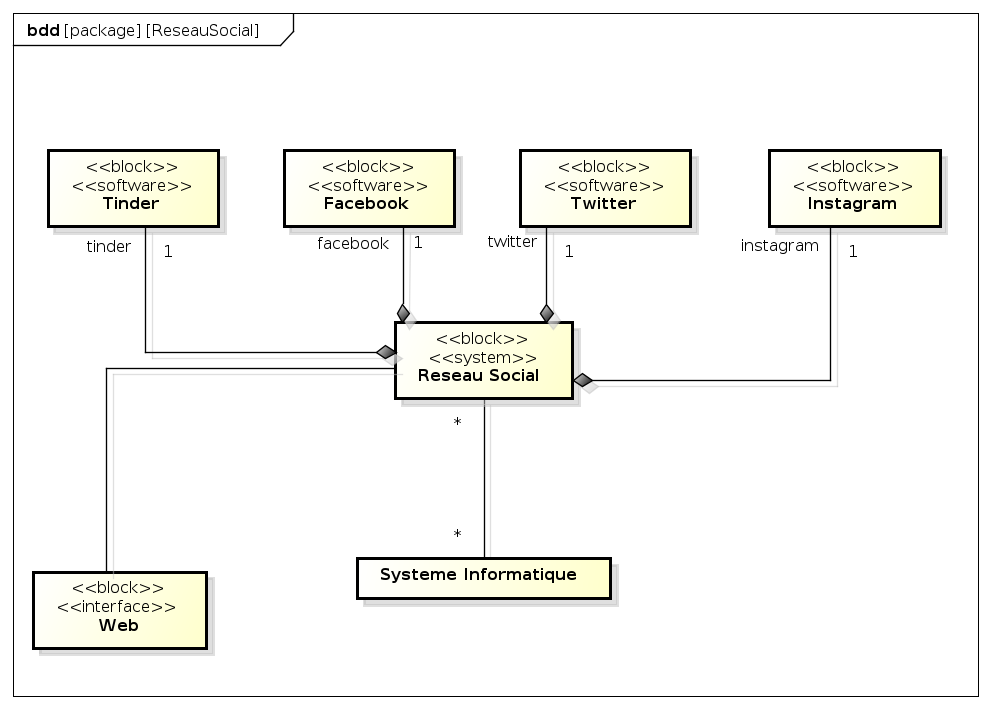 bdd [package] [ReseauSocial]
<<block>>
<<software>>
Tinder
<<block>>
<<software>>
Facebook
<<block>>
<<software>>
Twitter
<<block>>
<<software>>
Instagram
tinder
1
facebook
1
twitter
1
instagram
1
<<block>>
<<system>>
Reseau Social
*
*
<<block>>
<<interface>>
Web
Systeme Informatique